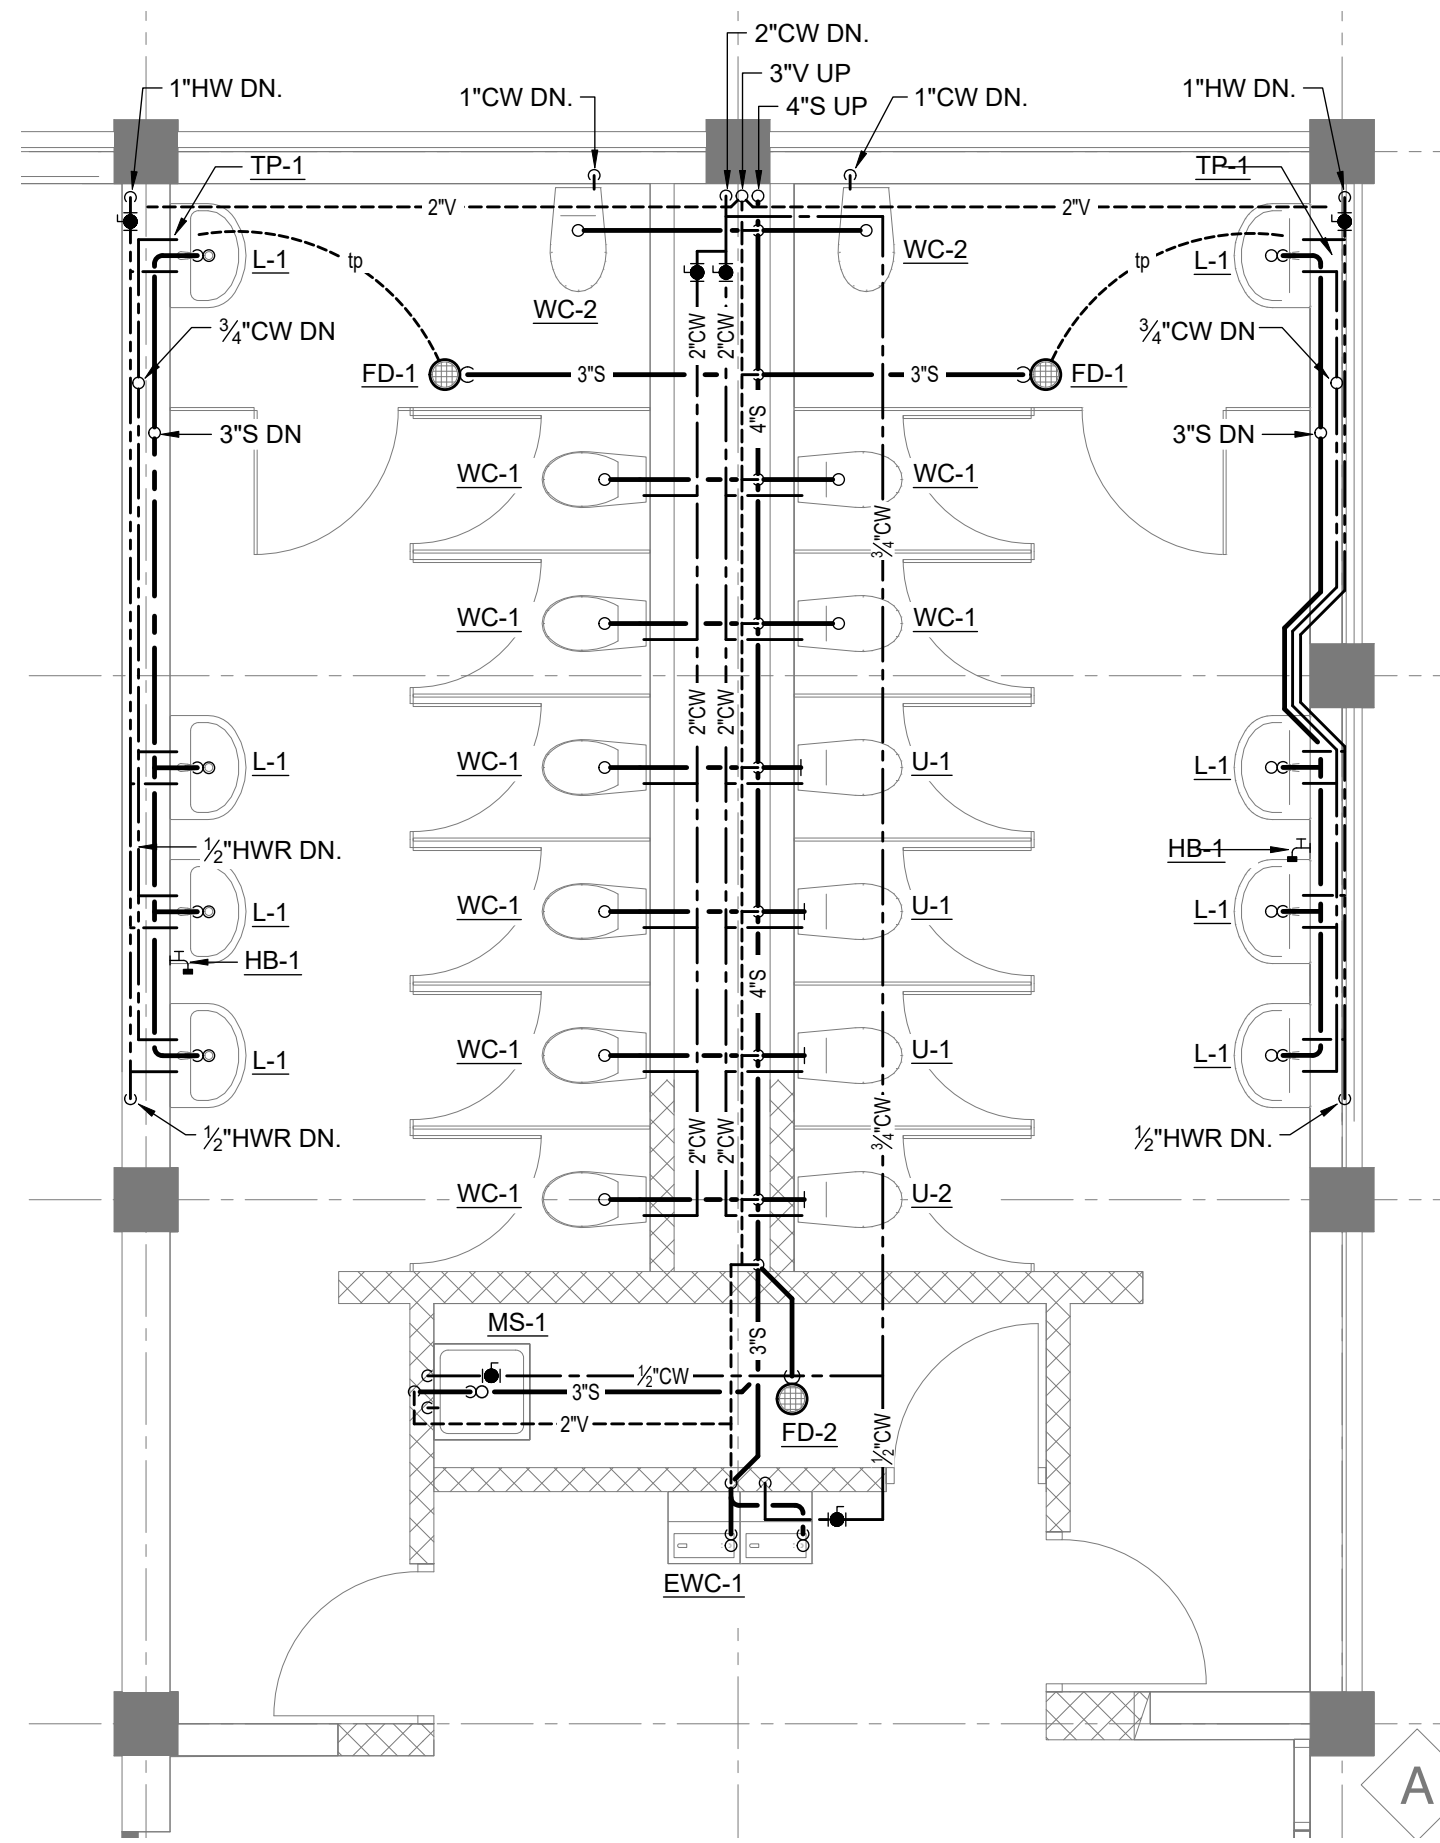 2"CW DN.
3"V UP
1"HW DN.
1"CW DN.
4"S UP
1"CW DN.
1"HW DN.
TP-1
TP-1
2"V
2"V
L-1
tp
WC-2
tp
L-1
WC-2
¾"CW DN
2"CW
2"CW
¾"CW DN
FD-1
3"S
3"S
FD-1
4"S
3"S DN
3"S DN
WC-1
WC-1
¾"CW
WC-1
WC-1
2"CW
2"CW
L-1
WC-1
U-1
L-1
½"HWR DN.
HB-1
L-1
WC-1
U-1
L-1
HB-1
4"S
L-1
WC-1
U-1
L-1
½"HWR DN.
2"CW
2"CW
¾"CW
½"HWR DN.
WC-1
U-2
MS-1
3"S
½"CW
3"S
2"V
FD-2
½"CW
EWC-1
A